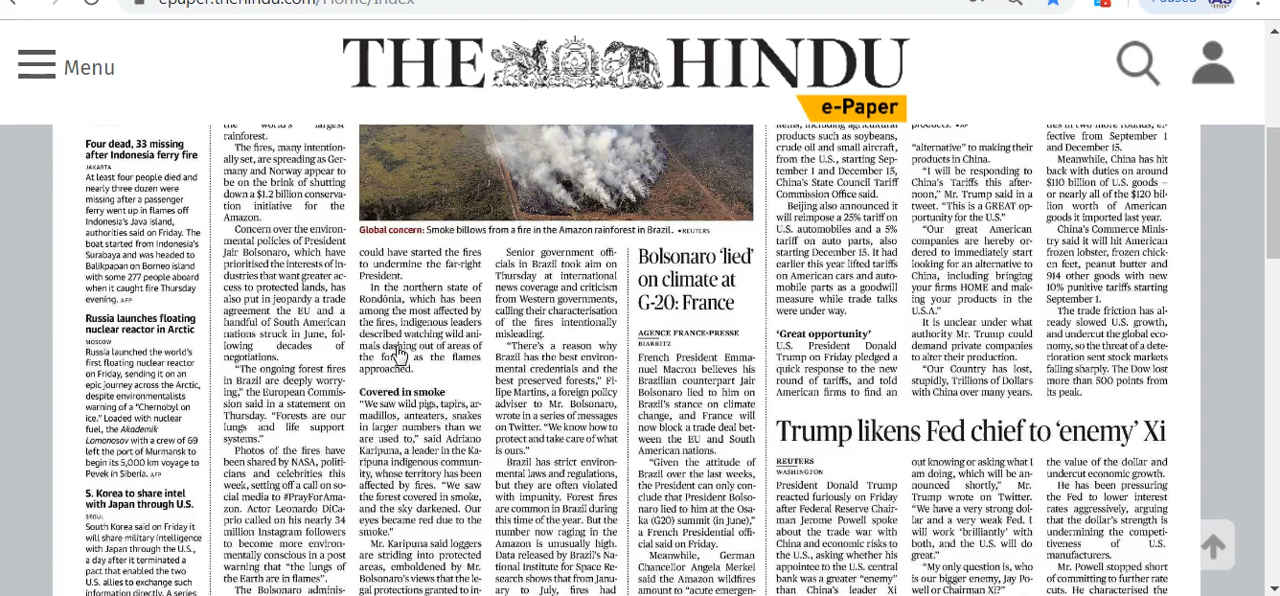 epaper.thehindu.com/Home/Index
Paused
Menu
THE HINDU
e-Paper
Four dead, 33 missing
after Indonesia ferry fire
JAKARTA
At least four people died and
nearly three dozen were
missing after a passenger
ferry went up in flames off
Indonesia's Java island,
authorities said on Friday. The
boat started from Indonesia's
Surabaya and was headed to
Balikpapan on Borneo island
with some 277 people aboard
when it caught fire Thursday
evening. AFP
Russia launches floating
nuclear reactor in Arctic
MOSCOW
Russia launched the world's
first floating nuclear reactor
on Friday, sending it on an
epic journey across the Arctic,
despite environmentalists
warning of a "Chernobyl on
ice." Loaded with nuclear
fuel, the Akademik
Lomonosov with a crew of 69
left the port of Murmansk to
begin its 5,000 km voyage to
Pevek in Siberia. AFP
S. Korea to share intel
with Japan through U.S.
SEOUL
South Korea said on Friday it
will share military intelligence
with Japan through the U.S.,
a day after it terminated a
pact that enabled the two
U.S. allies to exchange such
information directly. A series
the world's largest
rainforest.
The fires, many intention-
ally set, are spreading as Ger-
many and Norway appear to
be on the brink of shutting
down a $1.2 billion conserva-
tion initiative for the
Amazon.
Concern over the environ-
mental policies of President
Jair Bolsonaro, which have
prioritised the interests of in-
dustries that want greater ac-
cess to protected lands, has
also put in jeopardy a trade
agreement the EU and a
handful of South American
nations struck in June, fol-
lowing decades of
negotiations.
"The ongoing forest fires
in Brazil are deeply worry-
ing," the European Commis-
sion said in a statement on
Thursday. "Forests are our
lungs and life support
systems."
Photos of the fires have
been shared by NASA, politi-
cians and celebrities this
week, setting off a call on so-
cial media to #PrayForAma-
zon. Actor Leonardo DiCa-
prio called on his nearly 34
million Instagram followers
to become more environ-
mentally conscious in a post
warning that "the lungs of
the Earth are in flames".
The Bolsonaro adminis-
Global concern: Smoke billows from a fire in the Amazon rainforest in Brazil. •REUTERS
could have started the fires
to undermine the far-right
President.
In the northern state of
Rondônia, which has been
among the most affected by
the fires, indigenous leaders
described watching wild ani-
mals dashing out of areas of
the forest as the flames
approached.
Covered in smoke
"We saw wild pigs, tapirs, ar-
madillos, anteaters, snakes
in larger numbers than we
are used to," said Adriano
Karipuna, a leader in the Ka-
ripuna indigenous commun-
ity, whose territory has been
affected by fires. "We saw
the forest covered in smoke,
and the sky darkened. Our
eyes became red due to the
smoke."
Mr. Karipuna said loggers
are striding into protected
areas, emboldened by Mr.
Bolsonaro's views that the le-
gal protections granted to in-
Senior government offi-
cials in Brazil took aim on
Thursday at international
news coverage and criticism
from Western governments,
calling their characterisation
of the fires intentionally
misleading.
"There's a reason why
Brazil has the best environ-
mental credentials and the
best preserved forests," Fi-
lipe Martins, a foreign policy
adviser to Mr. Bolsonaro,
wrote in a series of messages
on Twitter. "We know how to
protect and take care of what
is ours."
Brazil has strict environ-
mental laws and regulations,
but they are often violated
with impunity. Forest fires
are common in Brazil during
this time of the year. But the
number now raging in the
Amazon is unusually high.
Data released by Brazil's Na-
tional Institute for Space Re-
search shows that from Janu-
ary to July, fires had
Bolsonaro 'lied'
on climate at
G-20: France
AGENCE FRANCE-PRESSE
BIARRITZ
French President Emma-
nuel Macron believes his
Brazilian counterpart Jair
Bolsonaro lied to him on
Brazil's stance on climate
change, and France will
now block a trade deal bet-
ween the EU and South
American nations.
"Given the attitude of
Brazil over the last weeks,
the President can only con-
clude that President Bolso-
naro lied to him at the Osa-
ka (G20) summit (in June),"
a French Presidential offi-
cial said on Friday.
Meanwhile, German
Chancellor Angela Merkel
said the Amazon wildfires
amount to "acute emergen-
items, including agricultural
products such as soybeans,
crude oil and small aircraft,
from the U.S., starting Sep-
tember 1 and December 15,
China's State Council Tariff
Commission Office said.
Beijing also announced it
will reimpose a 25% tariff on
U.S. automobiles and a 5%
tariff on auto parts, also
starting December 15. It had
earlier this year lifted tariffs
on American cars and auto-
mobile parts as a goodwill
measure while trade talks
were under way.
'Great opportunity'
U.S. President Donald
Trump on Friday pledged a
quick response to the new
round of tariffs, and told
American firms to find an
products. •AP
"alternative" to making their
products in China.
"I will be responding to
China's Tariffs this after-
noon," Mr. Trump said in a
tweet. "This is a GREAT op-
portunity for the U.S."
"Our great American
companies are hereby or-
dered to immediately start
looking for an alternative to
China, including bringing
your firms HOME and mak-
ing your products in the
U.S.A."
It is unclear under what
authority Mr. Trump could
demand private companies
to alter their production.
"Our Country has lost,
stupidly, Trillions of Dollars
with China over many years.
ties in two more rounds, ef-
fective from September 1
and December 15.
Meanwhile, China has hit
back with duties on around
$110 billion of U.S. goods –
or nearly all of the $120 bil-
lion worth of American
goods it imported last year.
China's Commerce Minis-
try said it will hit American
frozen lobster, frozen chick-
en feet, peanut butter and
914 other goods with new
10% punitive tariffs starting
September 1.
The trade friction has al-
ready slowed U.S. growth,
and undercut the global eco-
nomy, so the threat of a dete-
rioration sent stock markets
falling sharply. The Dow lost
more than 500 points from
its peak.
Trump likens Fed chief to 'enemy' Xi
REUTERS
WASHINGTON
President Donald Trump
reacted furiously on Friday
after Federal Reserve Chair-
man Jerome Powell spoke
about the trade war with
China and economic risks to
the U.S., asking whether his
appointee to the U.S. central
bank was a greater "enemy"
than China's leader Xi
out knowing or asking what I
am doing, which will be an-
nounced shortly," Mr.
Trump wrote on Twitter.
"We have a very strong dol-
lar and a very weak Fed. I
will work 'brilliantly' with
both, and the U.S. will do
great."
"My only question is, who
is our bigger enemy, Jay Po-
well or Chairman Xi?"
the value of the dollar and
undercut economic growth.
He has been pressuring
the Fed to lower interest
rates aggressively, arguing
that the dollar's strength is
undermining the competi-
tiveness of U.S.
manufacturers.
Mr. Powell stopped short
of committing to further rate
cuts. He characterised the